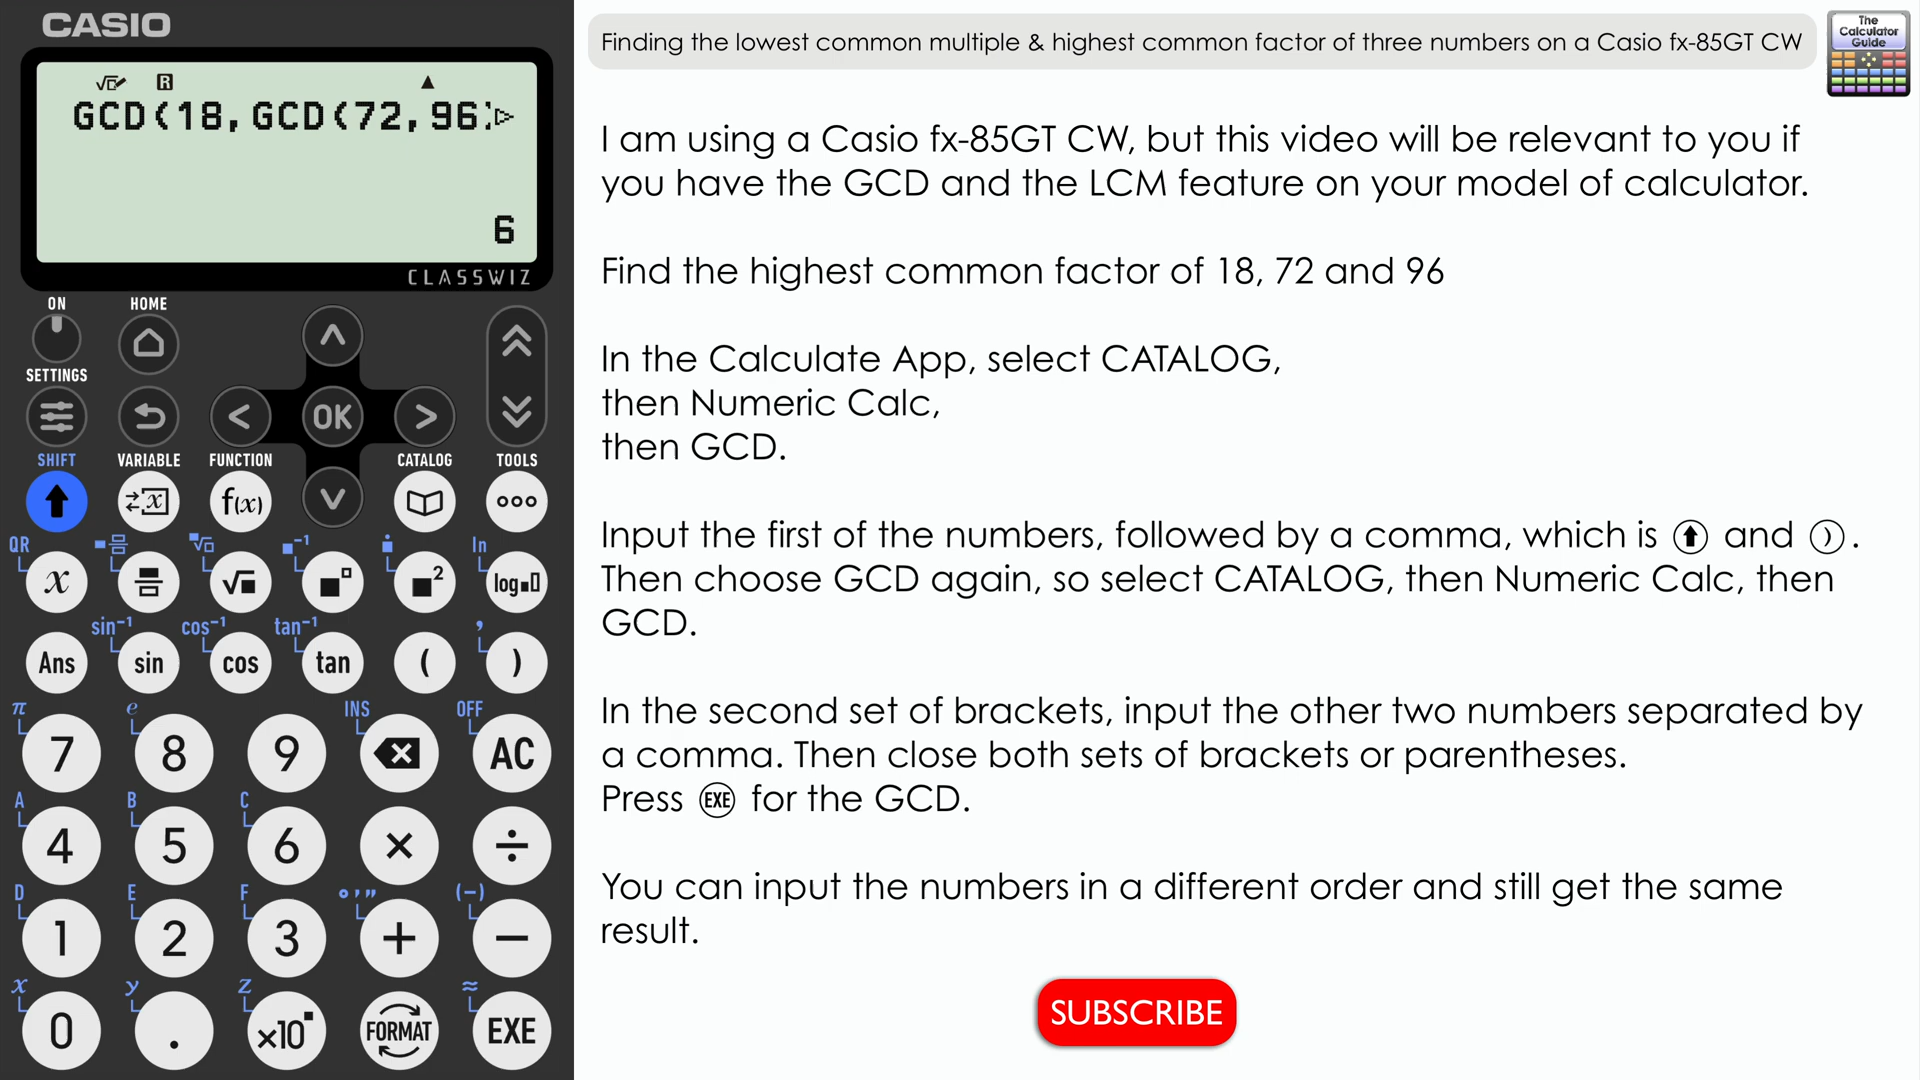 CASIO
Finding the lowest common multiple & highest common factor of three numbers on a Casio fx-85GT CW
The
Calculator
Guide
√▫ R ▲
GCD(18,GCD(72,96)▷
6
CLASSWIZ
I am using a Casio fx-85GT CW, but this video will be relevant to you if
you have the GCD and the LCM feature on your model of calculator.
Find the highest common factor of 18, 72 and 96
In the Calculate App, select CATALOG,
then Numeric Calc,
then GCD.
Input the first of the numbers, followed by a comma, which is ⬆ and ) .
Then choose GCD again, so select CATALOG, then Numeric Calc, then
GCD.
In the second set of brackets, input the other two numbers separated by
a comma. Then close both sets of brackets or parentheses.
Press EXE for the GCD.
You can input the numbers in a different order and still get the same
result.
SUBSCRIBE
ON HOME
SETTINGS
OK
SHIFT VARIABLE FUNCTION CATALOG TOOLS
x f(x)
QR √ ■⁻¹ ln
x √■ ■² log
sin⁻¹ cos⁻¹ tan⁻¹ ,
Ans sin cos tan ( )
π e INS OFF
7 8 9 AC
A B C
4 5 6 × ÷
D E F °′″ (−)
1 2 3 + −
x y z ≈
0 . ×10■ FORMAT EXE